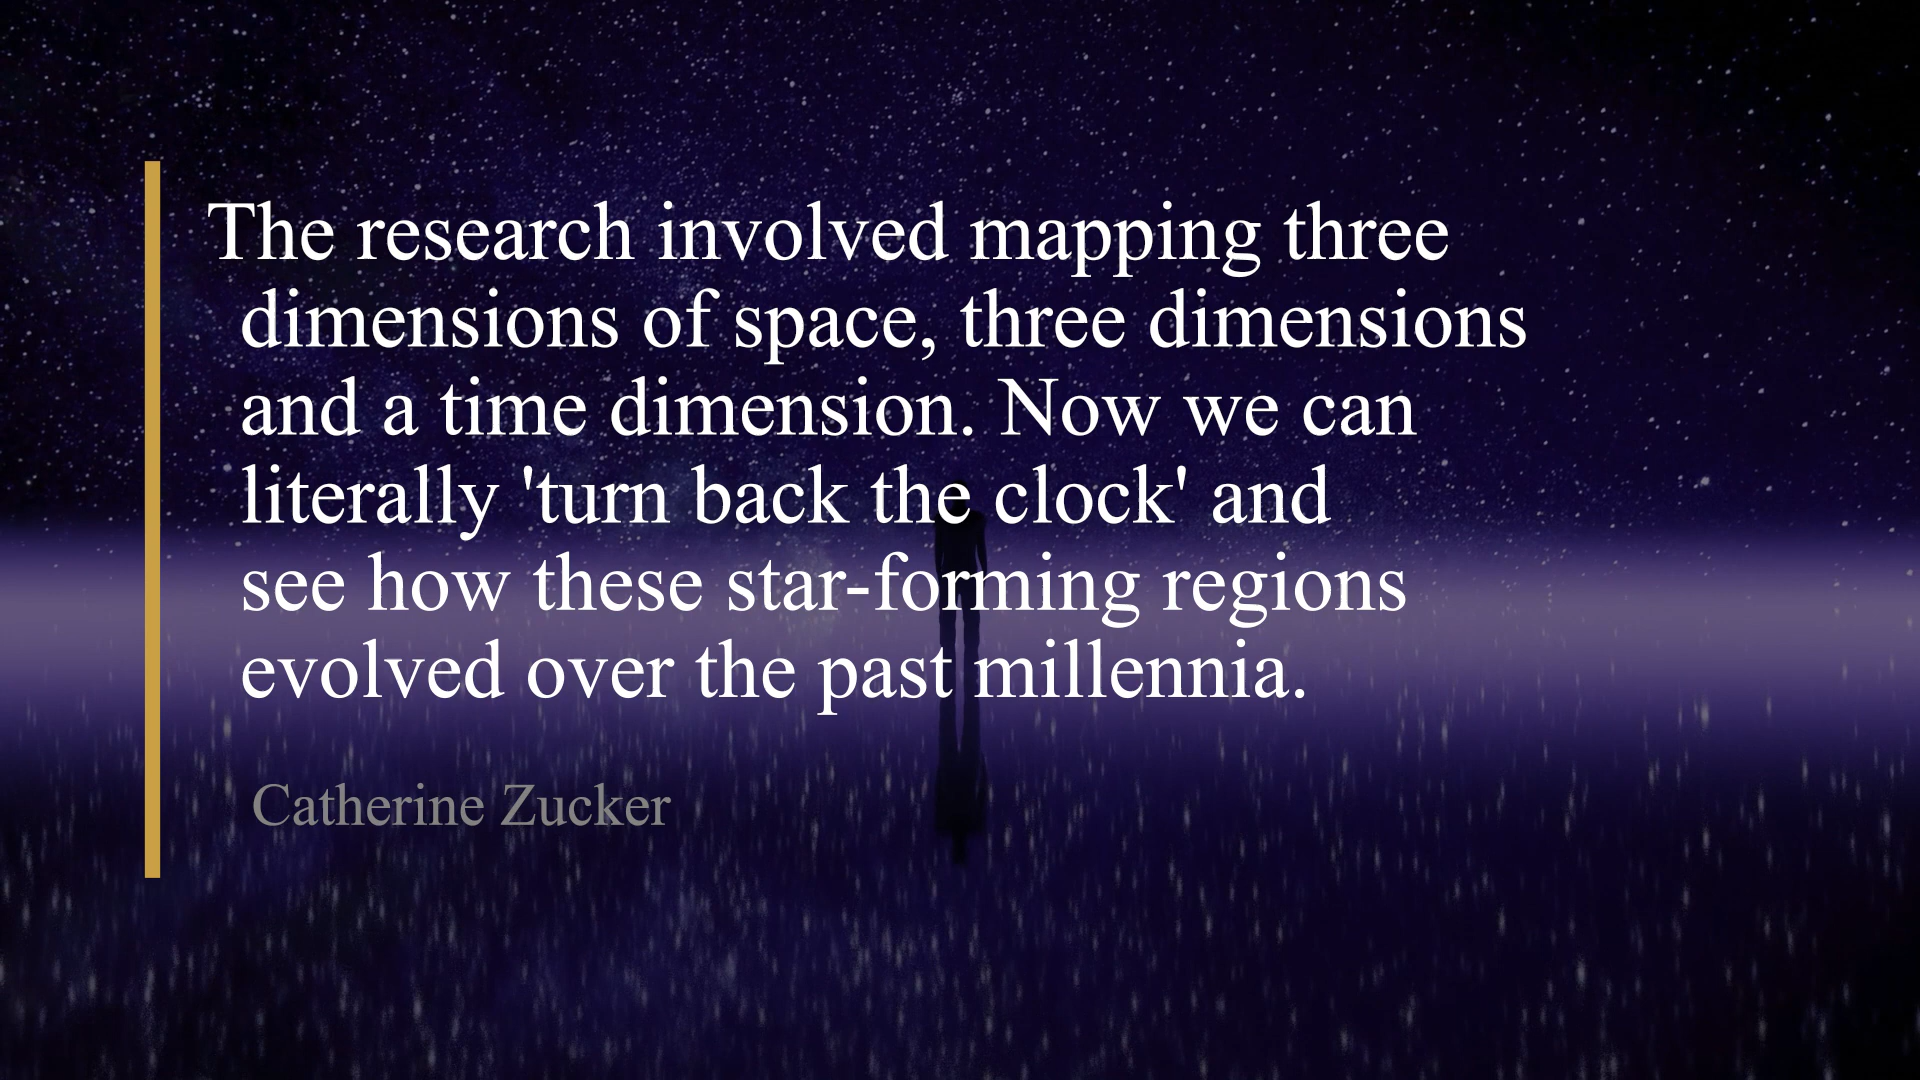 The research involved mapping three
dimensions of space, three dimensions
and a time dimension. Now we can
literally 'turn back the clock' and
see how these star-forming regions
evolved over the past millennia.
Catherine Zucker